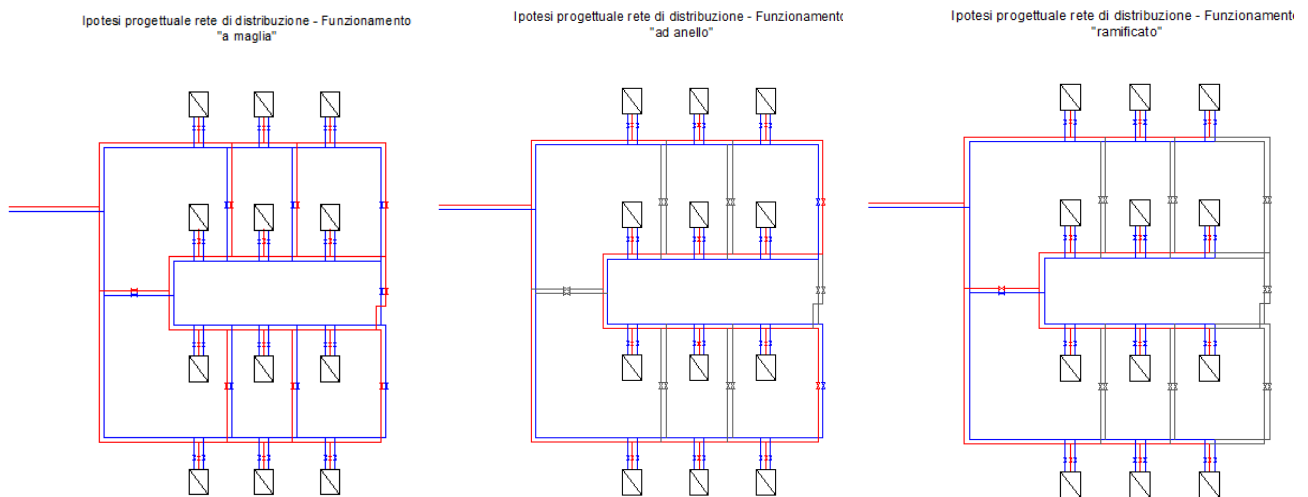 Ipotesi progettuale rete di distribuzione - Funzionamento
"a maglia"
Ipotesi progettuale rete di distribuzione - Funzionamento
"ad anello"
Ipotesi progettuale rete di distribuzione - Funzionamento
"ramificato"